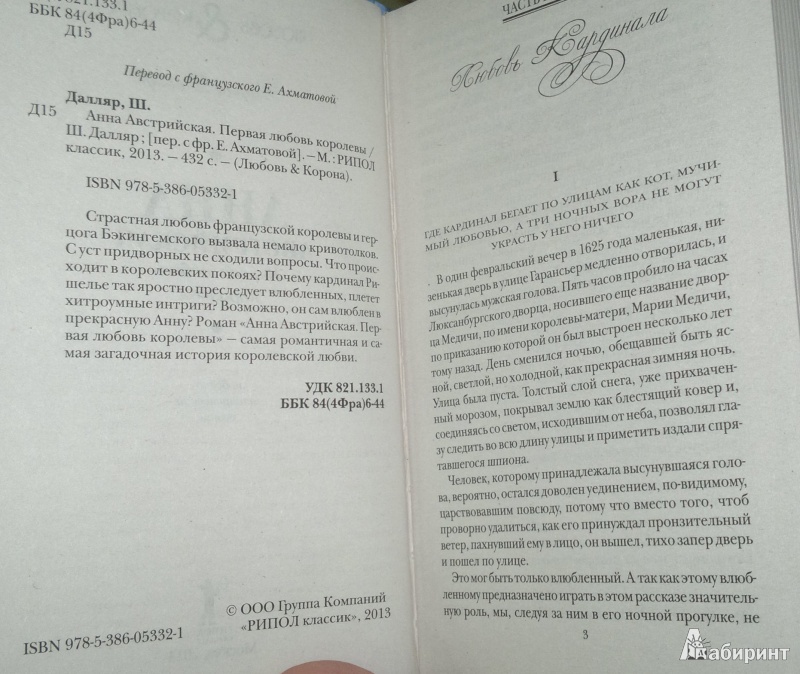 821.133.1
ББК 84(4Фра)6-44
Д15
Перевод с французского Е. Ахматовой
Далляр, Ш.
Д15 Анна Австрийская. Первая любовь королевы /
Ш. Далляр ; [пер. с фр. Е. Ахматовой]. – М. : РИПОЛ
классик, 2013. – 432 с. – (Любовь & Корона).
ISBN 978-5-386-05332-1
Страстная любовь французской королевы и гер-
цога Бэкингемского вызвала немало кривотолков.
С уст придворных не сходили вопросы. Что проис-
ходит в королевских покоях? Почему кардинал Ри-
шелье так яростно преследует влюбленных, плетет
хитроумные интриги? Возможно, он сам влюблен в
прекрасную Анну? Роман «Анна Австрийская. Пер-
вая любовь королевы» – самая романтичная и са-
мая загадочная история королевской любви.
УДК 821.133.1
ББК 84(4Фра)6-44
© ООО Группа Компаний
«РИПОЛ классик», 2013
ISBN 978-5-386-05332-1
ЧАСТЬ
Любовь Кардинала
I
ГДЕ КАРДИНАЛ БЕГАЕТ ПО УЛИЦАМ КАК КОТ, МУЧИ-
МЫЙ ЛЮБОВЬЮ, А ТРИ НОЧНЫХ ВОРА НЕ МОГУТ
УКРАСТЬ У НЕГО НИЧЕГО
. В один февральский вечер в 1625 года маленькая, ни-
зенькая дверь в улице Гарансьер медленно отворилась, и
высунулась мужская голова. Пять часов пробило на часах
Люксанбургского дворца, носившего еще название двор-
ца Медичи, по имени королевы-матери, Марии Медичи,
по приказанию которой он был выстроен несколько лет
тому назад. День сменился ночью, обещавшей быть яс-
ной, светлой, но холодной, как прекрасная зимняя ночь.
Улица была пуста. Толстый слой снега, уже прихвачен-
ный морозом, покрывал землю как блестящий ковер и,
соединяясь со светом, исходившим от неба, позволял гла-
зу следить во всю длину улицы и приметить издали спря-
тавшегося шпиона.
Человек, которому принадлежала высунувшаяся голо-
ва, вероятно, остался доволен уединением, по-видимому,
царствовавшим повсюду, потому что вместо того, чтоб
проворно удалиться, как его принуждал пронзительный
ветер, пахнувший ему в лицо, он вышел, тихо запер дверь
и пошел по улице.
Это мог быть только влюбленный. А так как этому влюб-
ленному предназначено играть в этом рассказе значитель-
ную роль, мы, следуя за ним в его ночной прогулке, не
3
Лабиринт